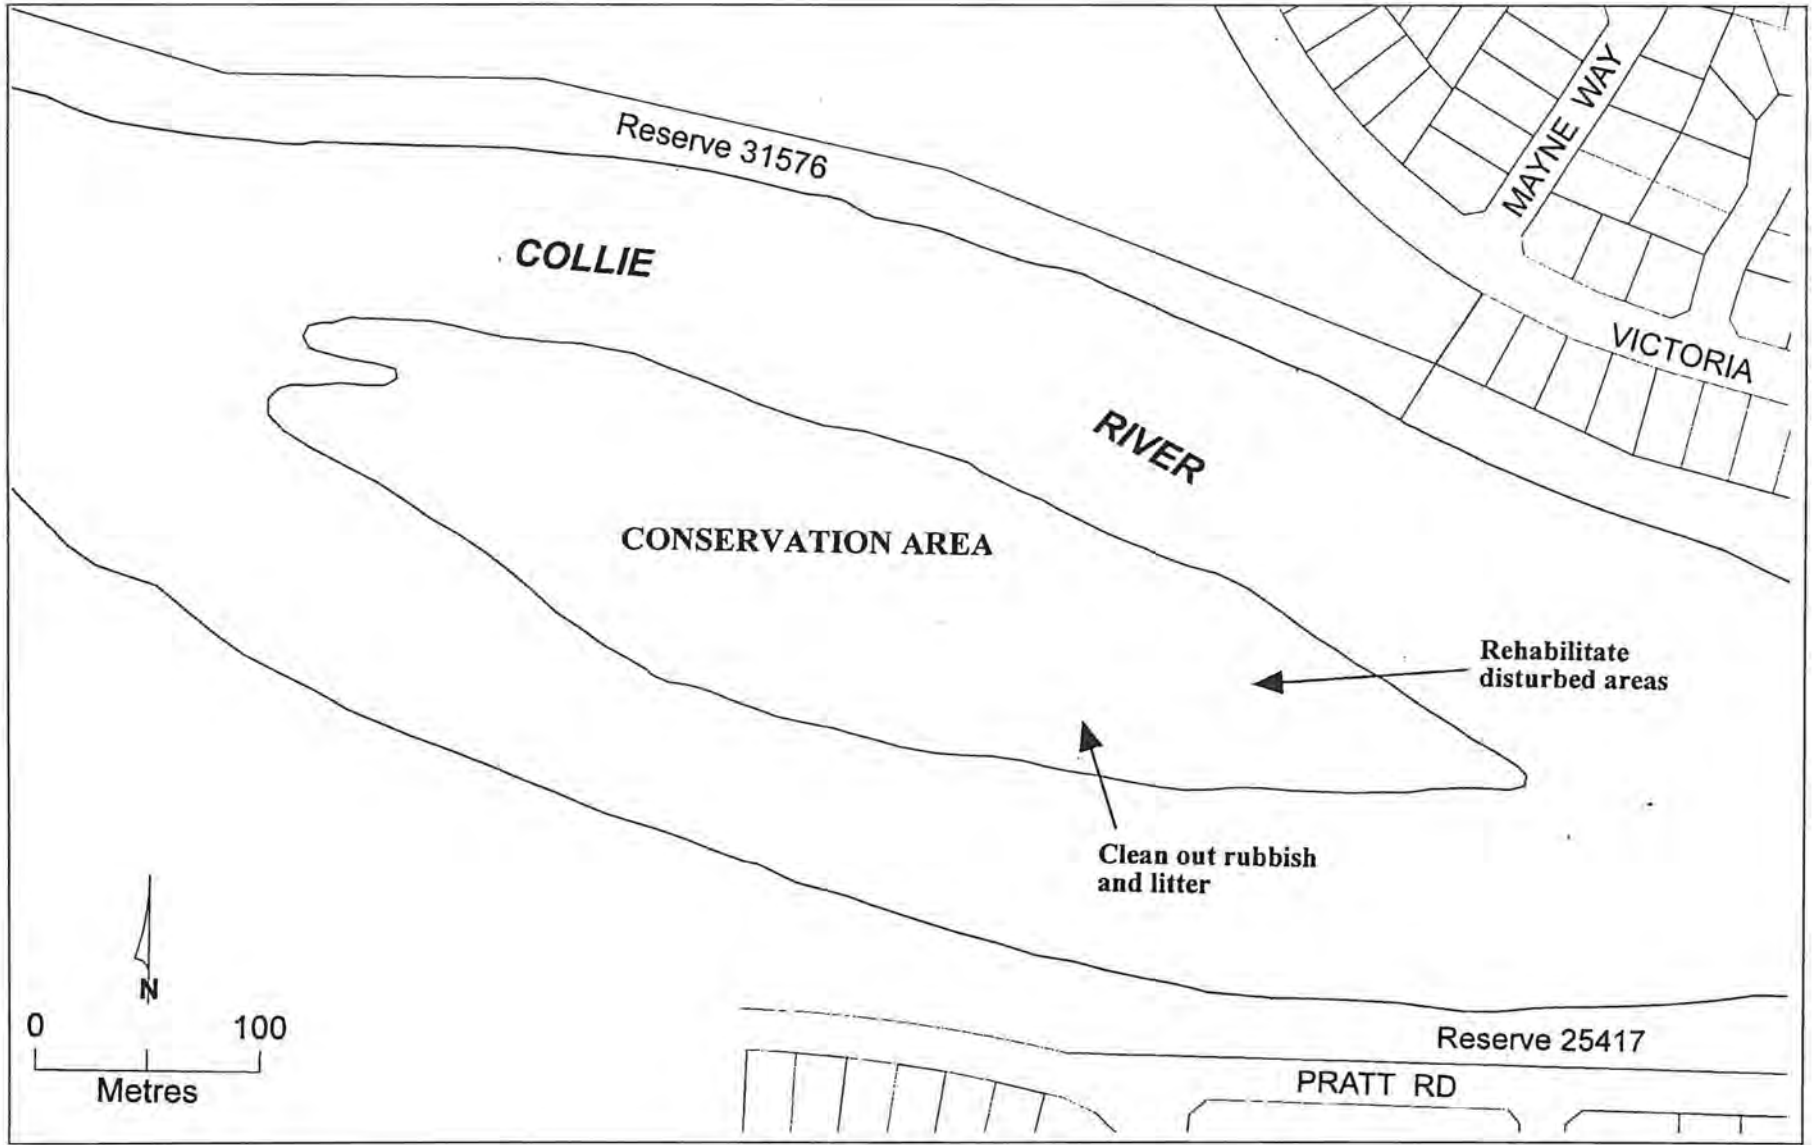 Reserve 31576
MAYNE WAY
COLLIE
VICTORIA
RIVER
CONSERVATION AREA
Rehabilitate
disturbed areas
Clean out rubbish
and litter
N
0 100
Metres
Reserve 25417
PRATT RD